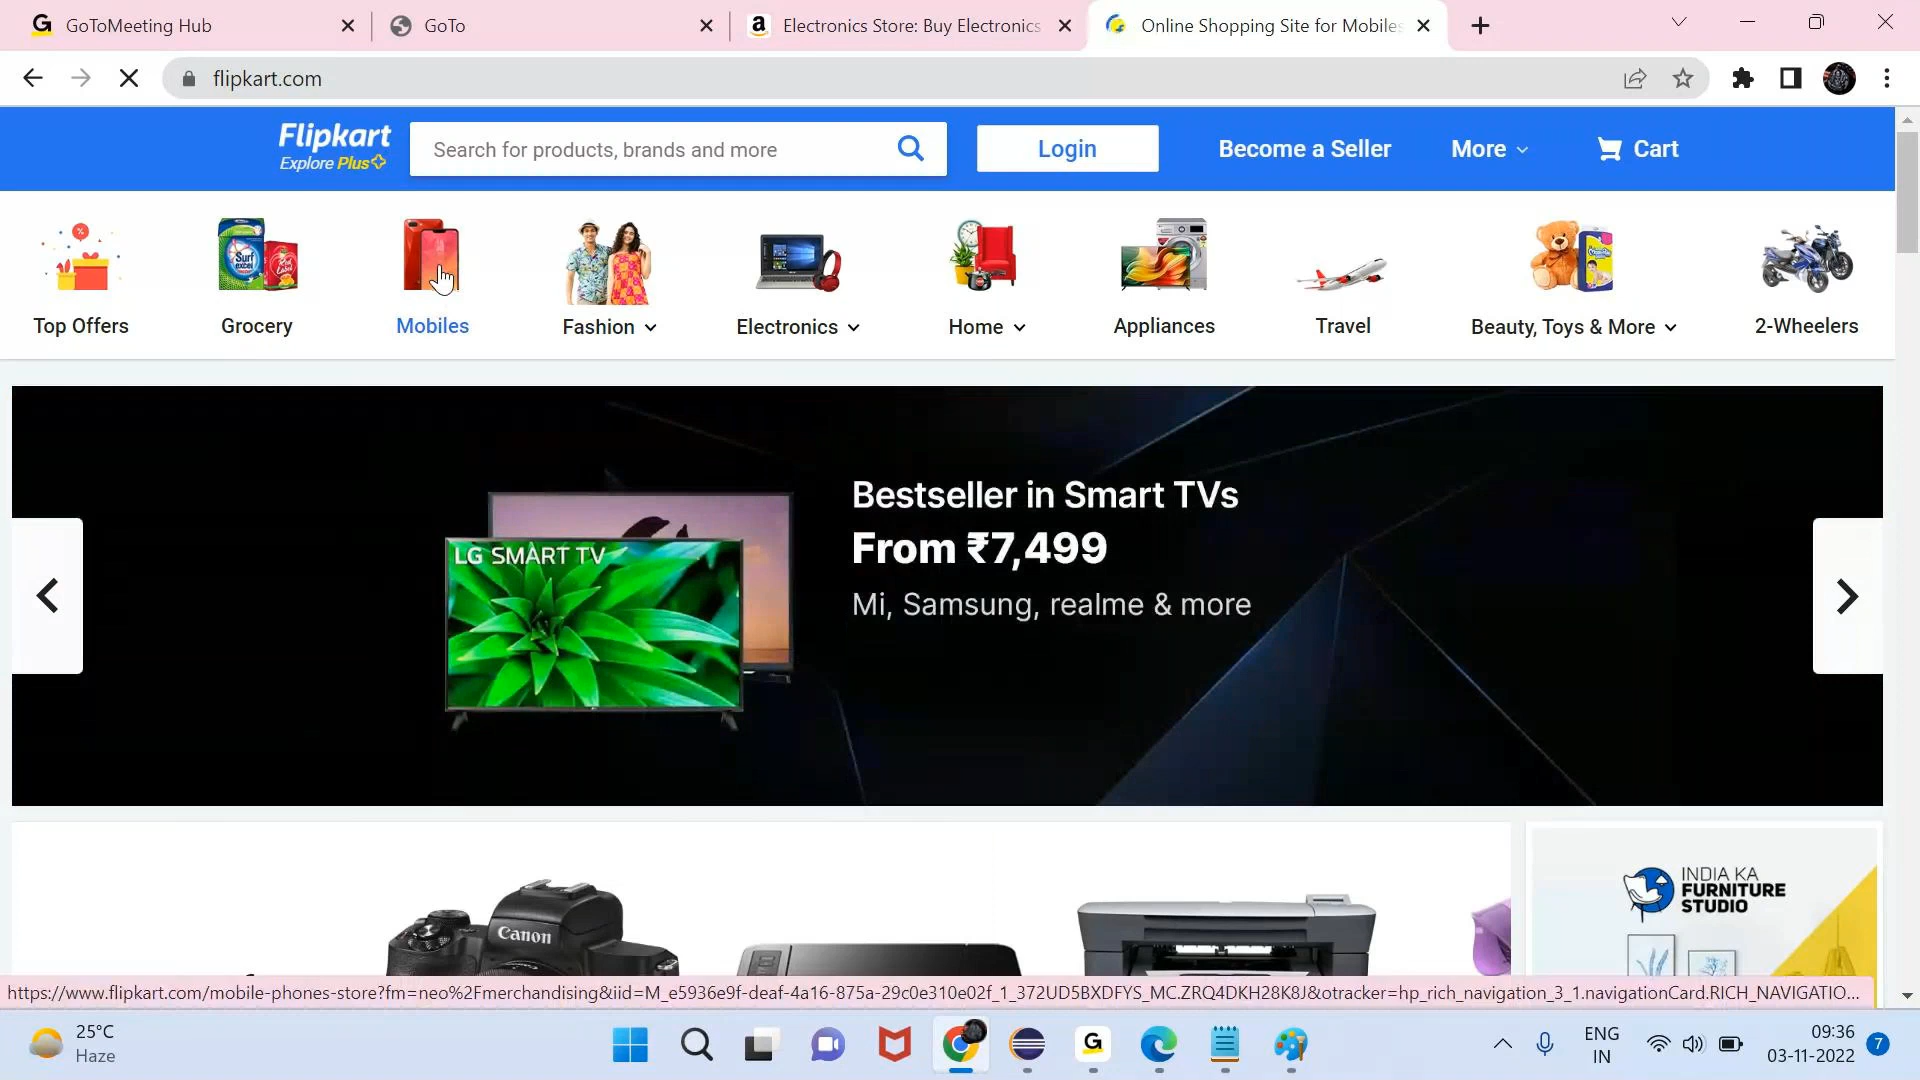 GoToMeeting Hub
GoTo
Electronics Store: Buy Electronics
Online Shopping Site for Mobiles
flipkart.com
Flipkart
Explore Plus
Search for products, brands and more
Login
Become a Seller
More
Cart
Top Offers
Grocery
Mobiles
Fashion
Electronics
Home
Appliances
Travel
Beauty, Toys & More
2-Wheelers
Surf excel
Red Label
LG SMART TV
Bestseller in Smart TVs
From ₹7,499
Mi, Samsung, realme & more
Canon
INDIA KA
FURNITURE
STUDIO
https://www.flipkart.com/mobile-phones-store?fm=neo%2Fmerchandising&iid=M_e5936e9f-deaf-4a16-875a-29c0e310e02f_1_372UD5BXDFYS_MC.ZRQ4DKH28K8J&otracker=hp_rich_navigation_3_1.navigationCard.RICH_NAVIGATIO...
25°C
Haze
ENG
IN
09:36
03-11-2022
7